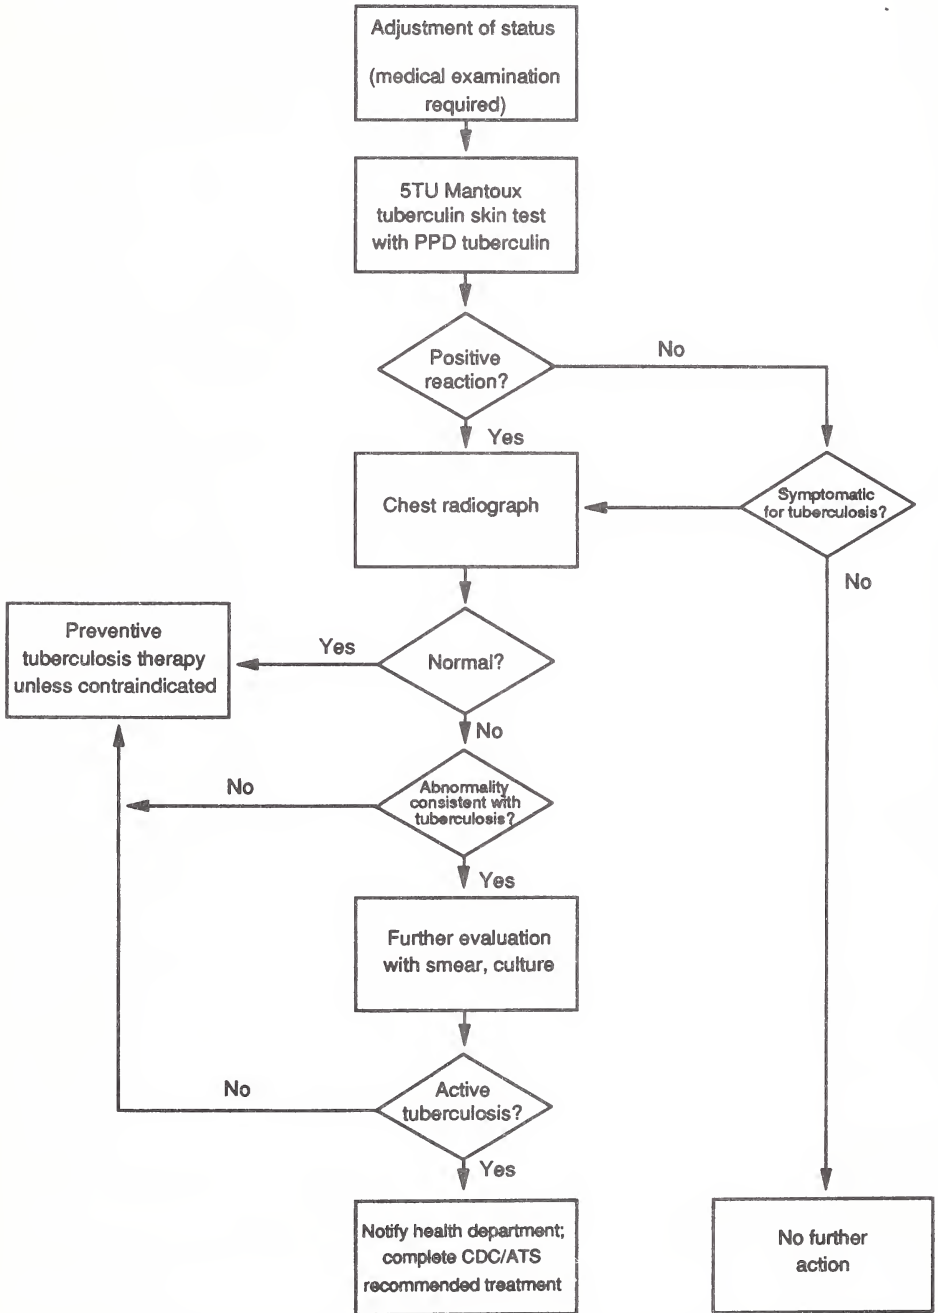 Adjustment of status
(medical examination
required)
5TU Mantoux
tuberculin skin test
with PPD tuberculin
Positive
reaction?
No
Yes
Chest radiograph
Symptomatic
for tuberculosis?
No
Normal?
Yes
Preventive
tuberculosis therapy
unless contraindicated
No
Abnormality
consistent with
tuberculosis?
No
Yes
Further evaluation
with smear, culture
Active
tuberculosis?
No
Yes
Notify health department;
complete CDC/ATS
recommended treatment
No further
action